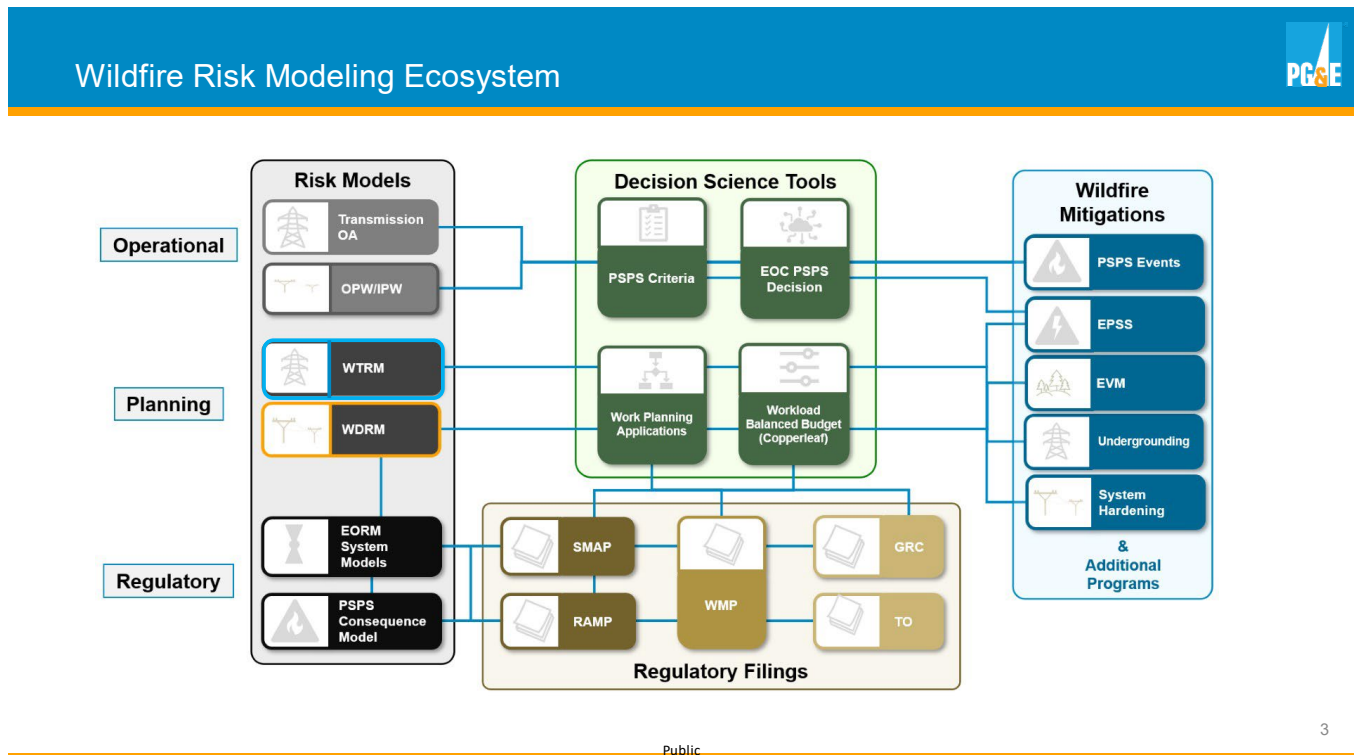 Wildfire Risk Modeling Ecosystem
PG&E
Risk Models
Decision Science Tools
Wildfire
Mitigations
Operational
Transmission
OA
OPW/IPW
PSPS Criteria
EOC PSPS
Decision
PSPS Events
EPSS
Planning
WTRM
WDRM
Work Planning
Applications
Workload
Balanced Budget
(Copperleaf)
EVM
Undergrounding
System
Hardening
&
Additional
Programs
Regulatory
EORM
System
Models
PSPS
Consequence
Model
SMAP
RAMP
WMP
GRC
TO
Regulatory Filings
3
Public